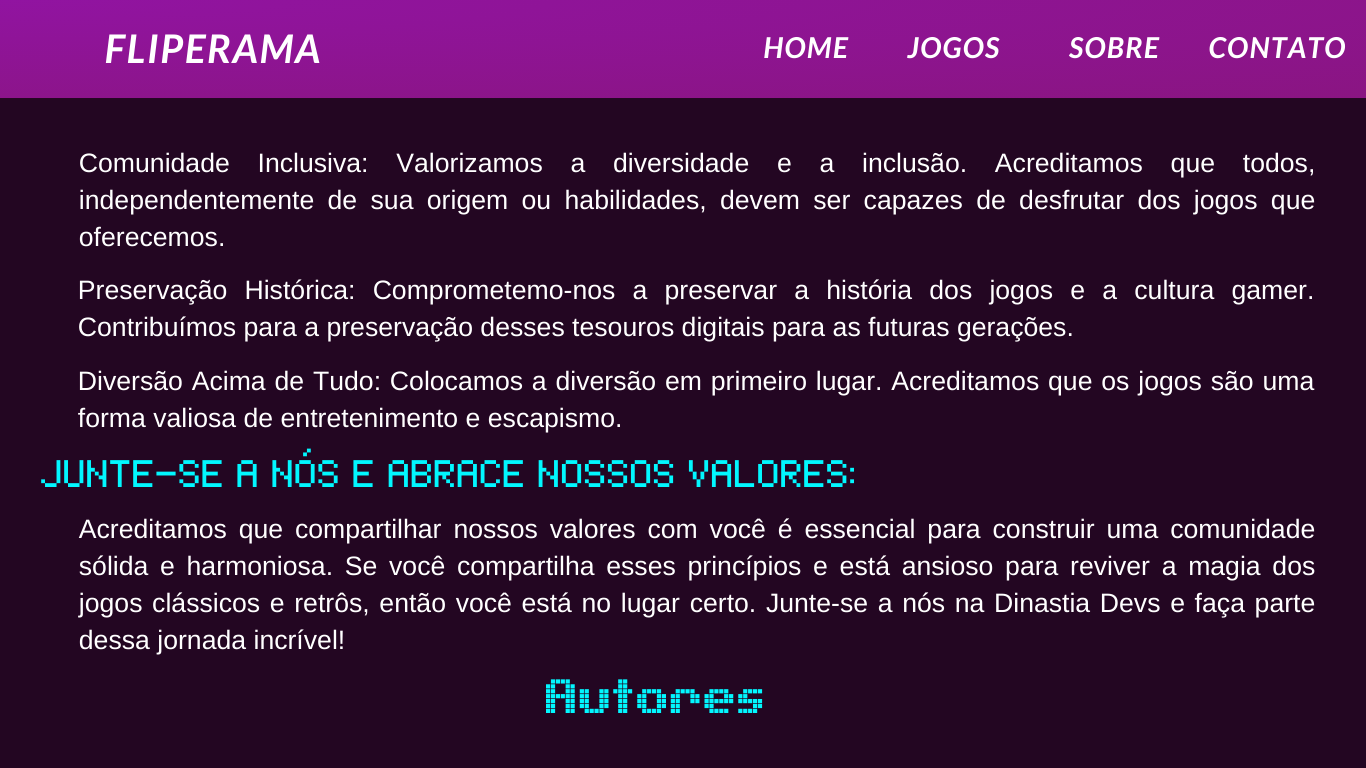 FLIPERAMA HOME JOGOS SOBRE CONTATO
Comunidade Inclusiva: Valorizamos a diversidade e a inclusão. Acreditamos que todos,
independentemente de sua origem ou habilidades, devem ser capazes de desfrutar dos jogos que
oferecemos.
Preservação Histórica: Comprometemo-nos a preservar a história dos jogos e a cultura gamer.
Contribuímos para a preservação desses tesouros digitais para as futuras gerações.
Diversão Acima de Tudo: Colocamos a diversão em primeiro lugar. Acreditamos que os jogos são uma
forma valiosa de entretenimento e escapismo.
JUNTE-SE A NÓS E ABRACE NOSSOS VALORES:
Acreditamos que compartilhar nossos valores com você é essencial para construir uma comunidade
sólida e harmoniosa. Se você compartilha esses princípios e está ansioso para reviver a magia dos
jogos clássicos e retrôs, então você está no lugar certo. Junte-se a nós na Dinastia Devs e faça parte
dessa jornada incrível!
Autores